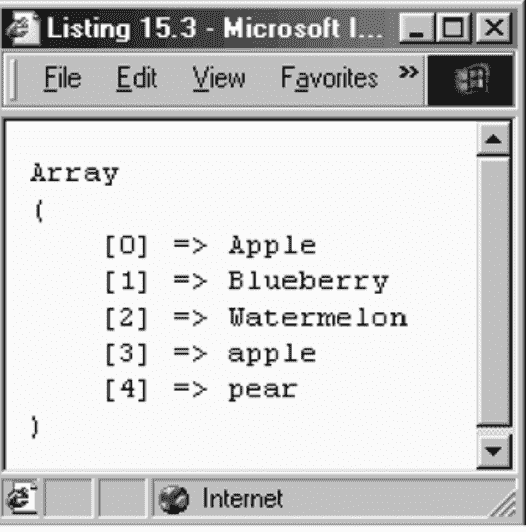 Listing 15.3 - Microsoft I...
File Edit View Favorites »
Array
(
    [0] => Apple
    [1] => Blueberry
    [2] => Watermelon
    [3] => apple
    [4] => pear
)
Internet